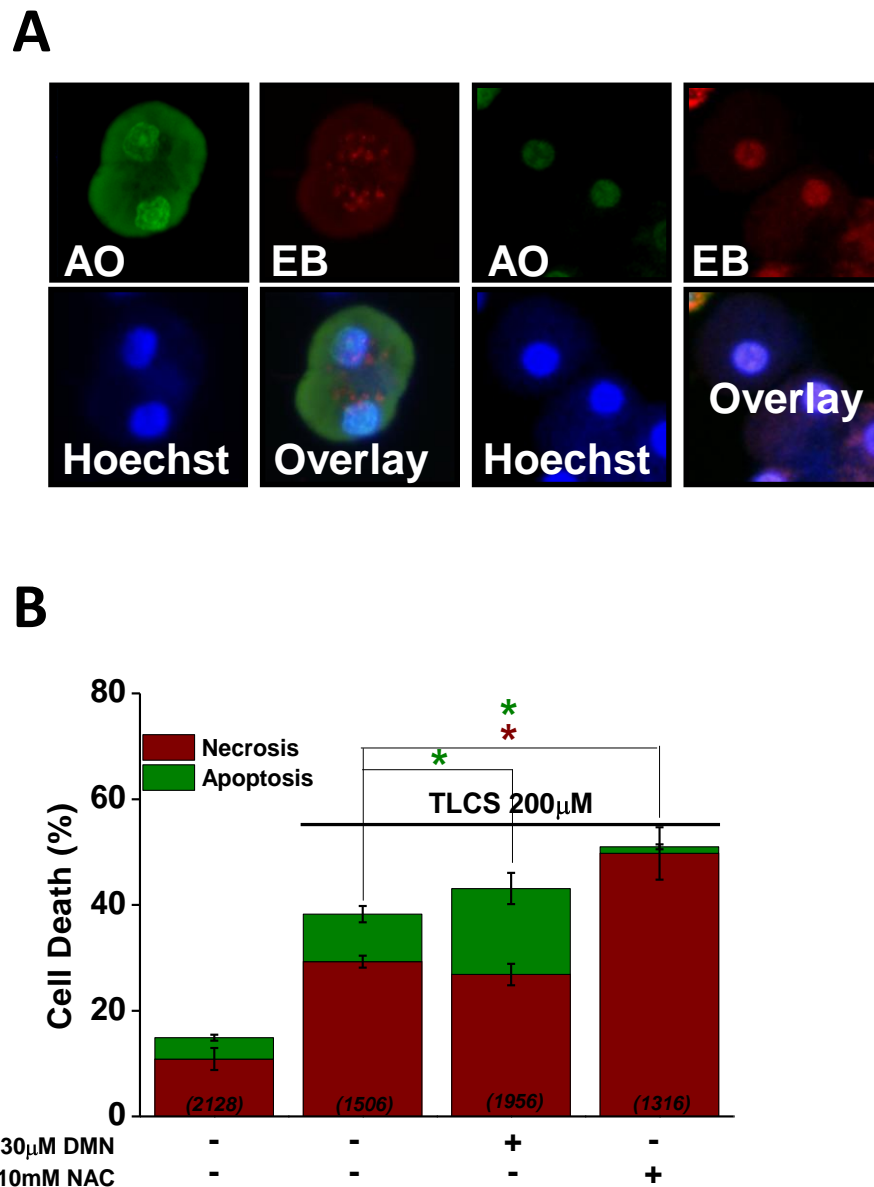 A
AO EB AO EB
Hoechst Overlay Hoechst Overlay
B
80
* 
*
Necrosis *
Apoptosis
60 TLCS 200μM
Cell Death (%)
40
20
0
(2128) (1506) (1956) (1316)
30μM DMN - - + -
10mM NAC - - - +